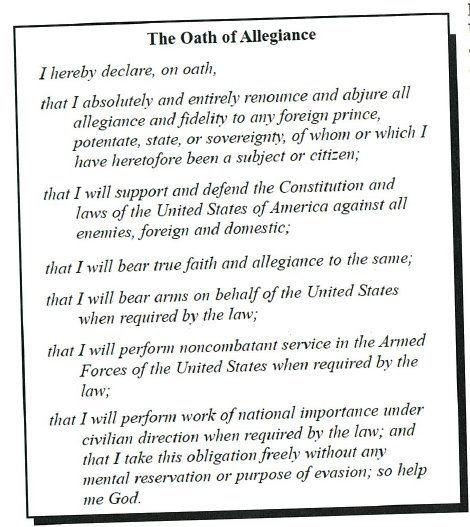 The Oath of Allegiance
I hereby declare, on oath,
that I absolutely and entirely renounce and abjure all
allegiance and fidelity to any foreign prince,
potentate, state, or sovereignty, of whom or which I
have heretofore been a subject or citizen;
that I will support and defend the Constitution and
laws of the United States of America against all
enemies, foreign and domestic;
that I will bear true faith and allegiance to the same;
that I will bear arms on behalf of the United States
when required by the law;
that I will perform noncombatant service in the Armed
Forces of the United States when required by the
law;
that I will perform work of national importance under
civilian direction when required by the law; and
that I take this obligation freely without any
mental reservation or purpose of evasion; so help
me God.